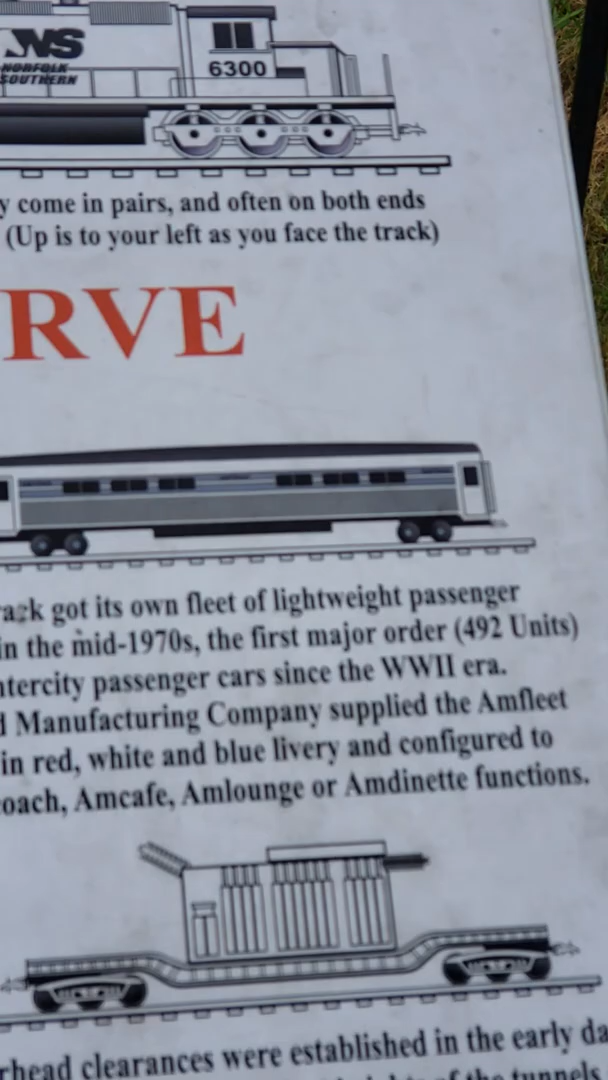 NS
NORFOLK
SOUTHERN
6300
y come in pairs, and often on both ends
(Up is to your left as you face the track)
RVE
rack got its own fleet of lightweight passenger
in the mid-1970s, the first major order (492 Units)
ntercity passenger cars since the WWII era.
d Manufacturing Company supplied the Amfleet
in red, white and blue livery and configured to
oach, Amcafe, Amlounge or Amdinette functions.
rhead clearances were established in the early da
of the tunnels